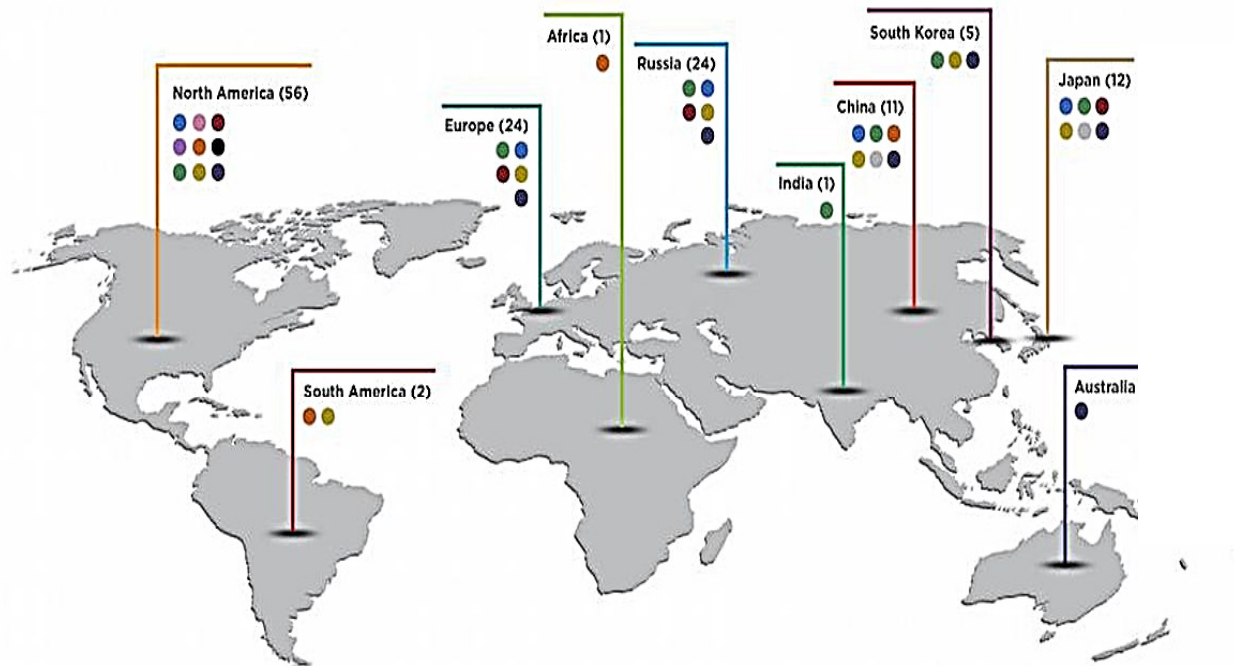 Africa (1)
South Korea (5)
Russia (24)
Japan (12)
North America (56)
China (11)
Europe (24)
India (1)
South America (2)
Australia